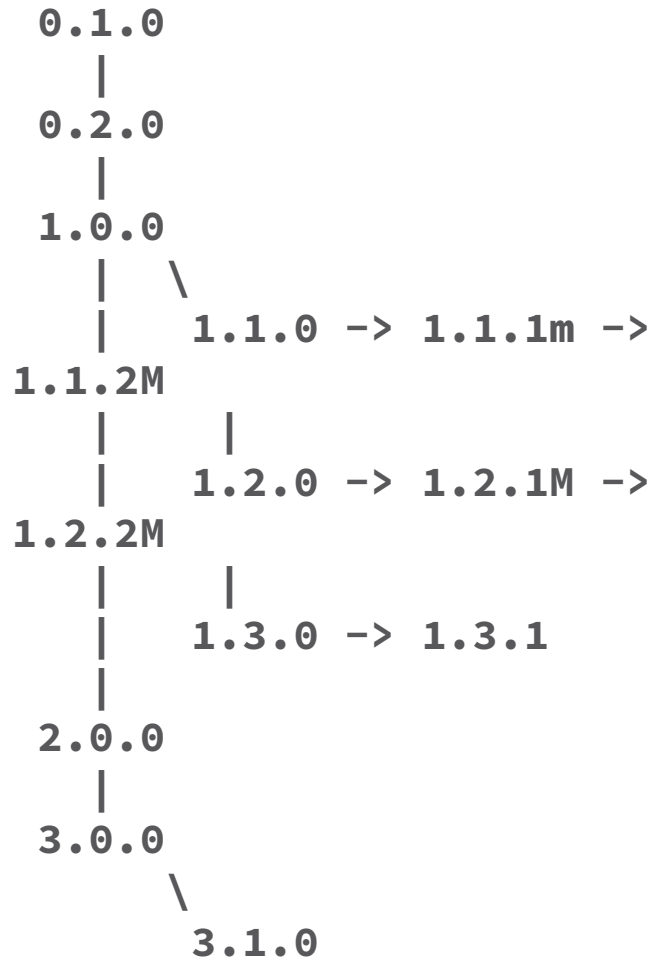 0.1.0
|
0.2.0
|
1.0.0
|  \
|   1.1.0 -> 1.1.1m ->
1.1.2M
|    |
|   1.2.0 -> 1.2.1M ->
1.2.2M
|    |
|   1.3.0 -> 1.3.1
|
2.0.0
|
3.0.0
\
3.1.0